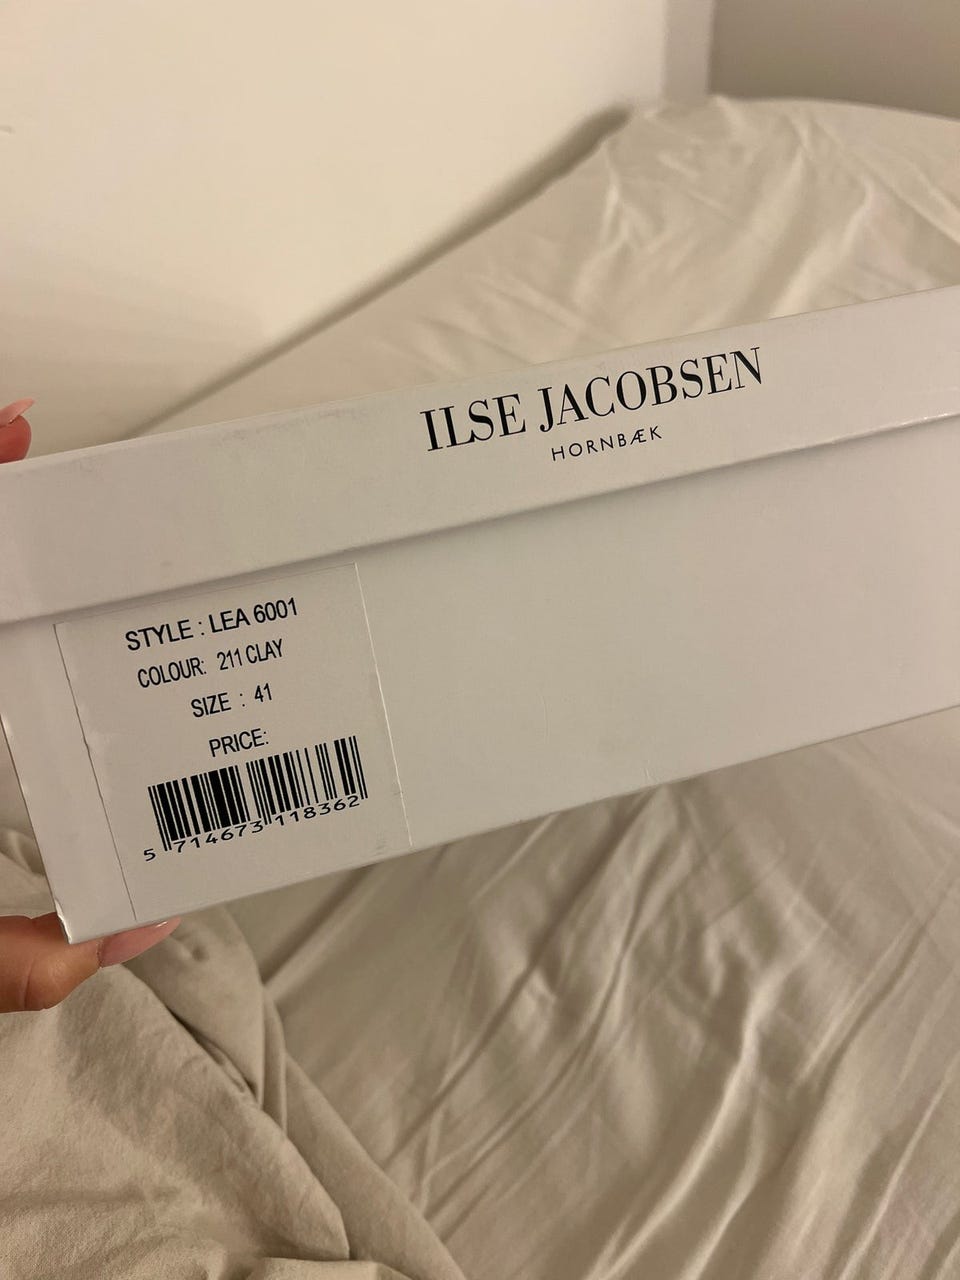 ILSE JACOBSEN
HORNBÆK
STYLE : LEA 6001
COLOUR: 211 CLAY
SIZE : 41
PRICE:
5 714673 118362